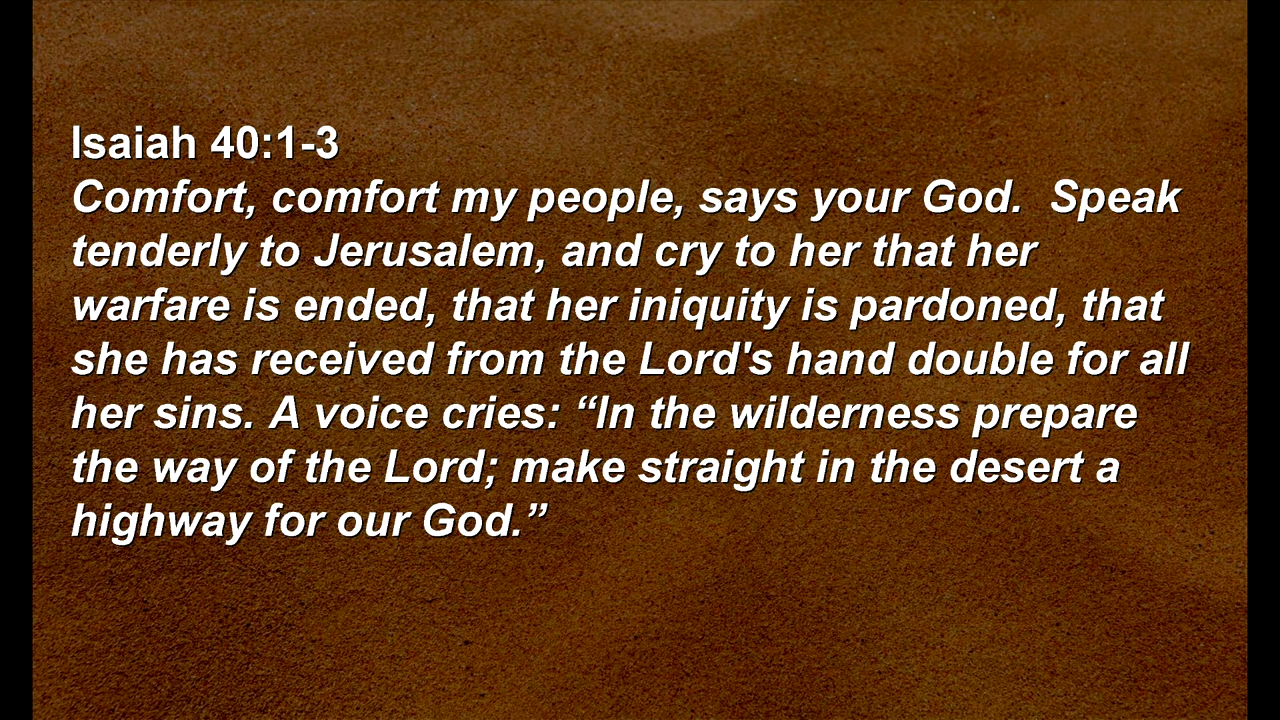 Isaiah 40:1-3
Comfort, comfort my people, says your God.  Speak
tenderly to Jerusalem, and cry to her that her
warfare is ended, that her iniquity is pardoned, that
she has received from the Lord's hand double for all
her sins. A voice cries: “In the wilderness prepare
the way of the Lord; make straight in the desert a
highway for our God.”